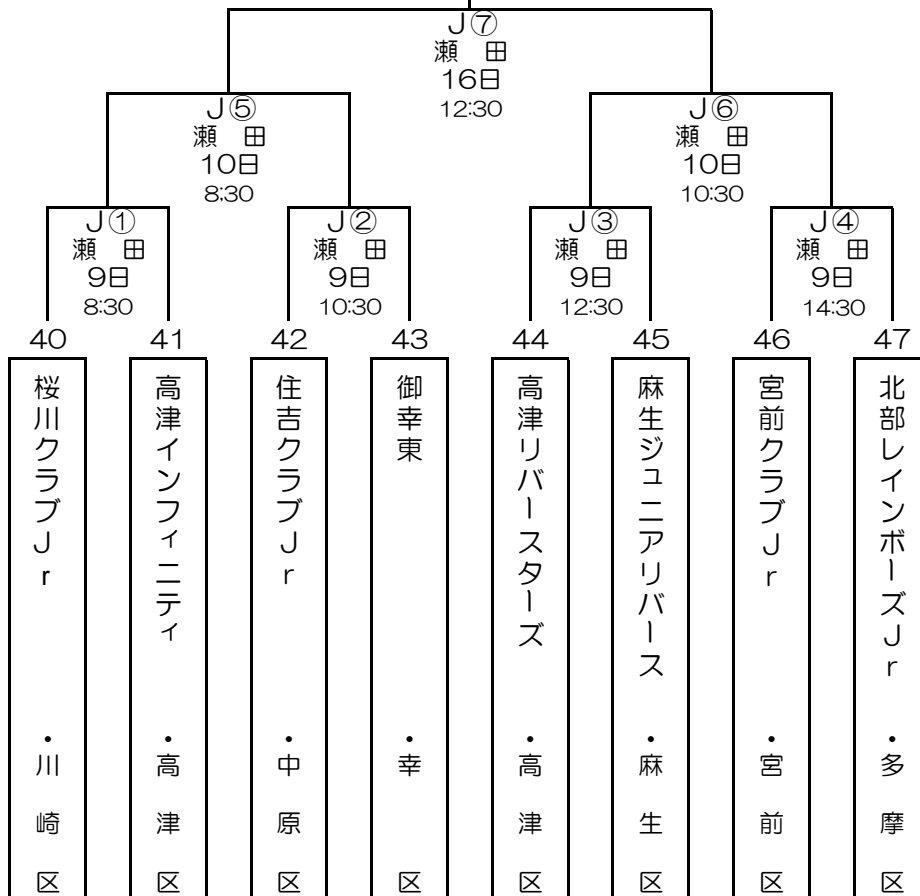 J⑦
瀬 田
16日
12:30
J⑤
瀬 田
10日
8:30
J⑥
瀬 田
10日
10:30
J①
瀬 田
9日
8:30
J②
瀬 田
9日
10:30
J③
瀬 田
9日
12:30
J④
瀬 田
9日
14:30
40
41
42
43
44
45
46
47
桜川クラブJr ・川崎区
高津インフィニティ ・高津区
住吉クラブJr ・中原区
御幸東 ・幸区
高津リバースターズ ・高津区
麻生ジュニアリバース ・麻生区
宮前クラブJr ・宮前区
北部レインボーズJr ・多摩区